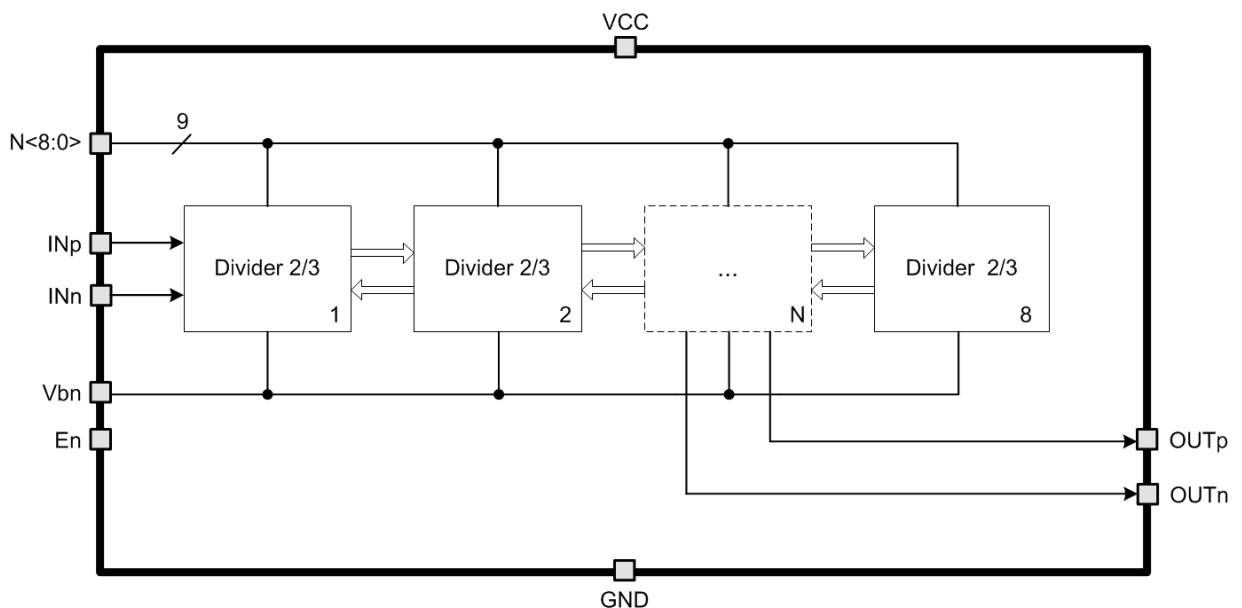 VCC
N<8:0>
9
INp
INn
Divider 2/3
1
Divider 2/3
2
...
N
Divider 2/3
8
Vbn
En
OUTp
OUTn
GND